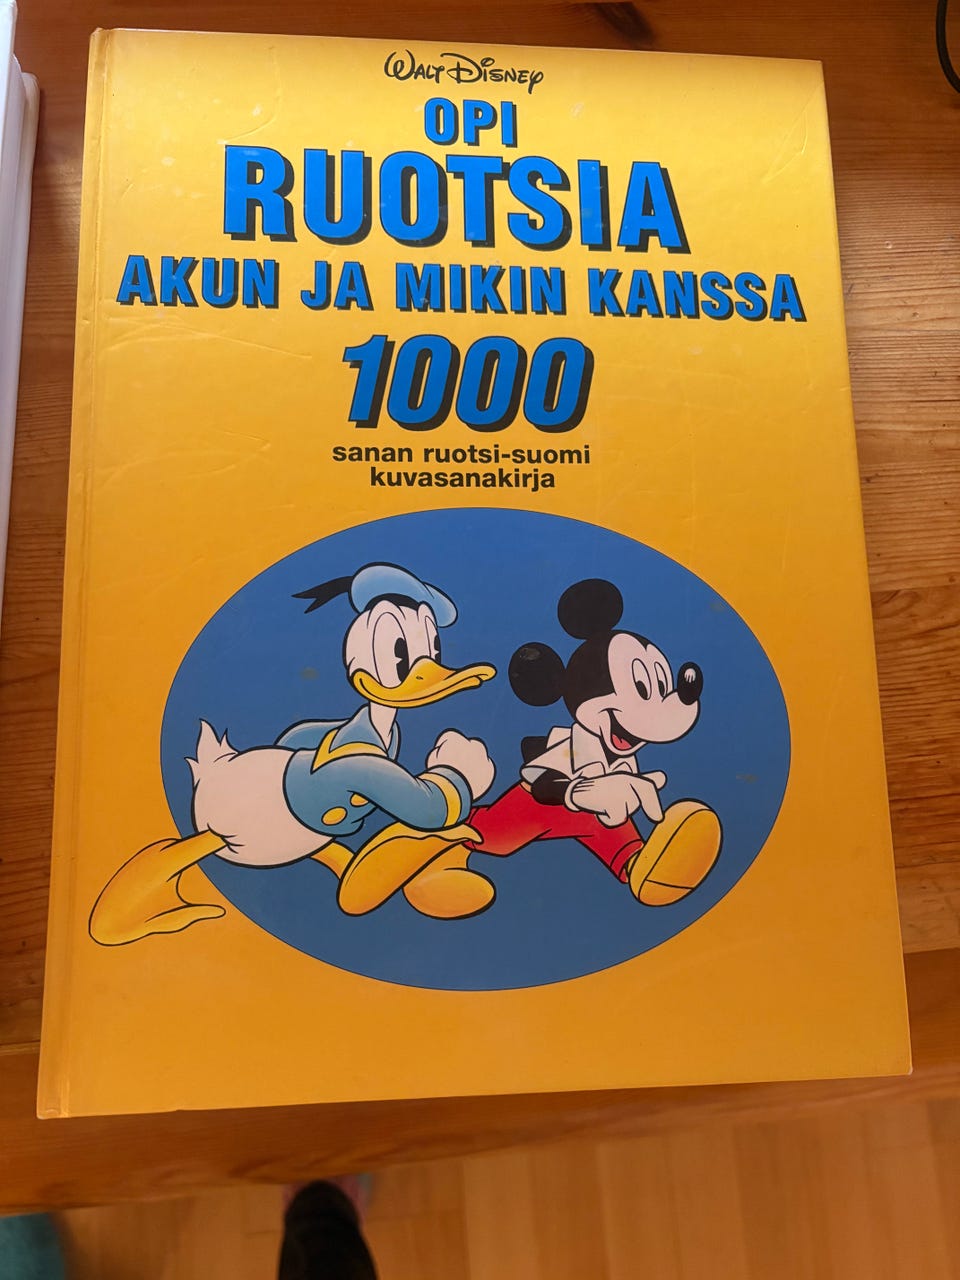 WALT DISNEY
OPI
RUOTSIA
AKUN JA MIKIN KANSSA
1000
sanan ruotsi-suomi
kuvasanakirja